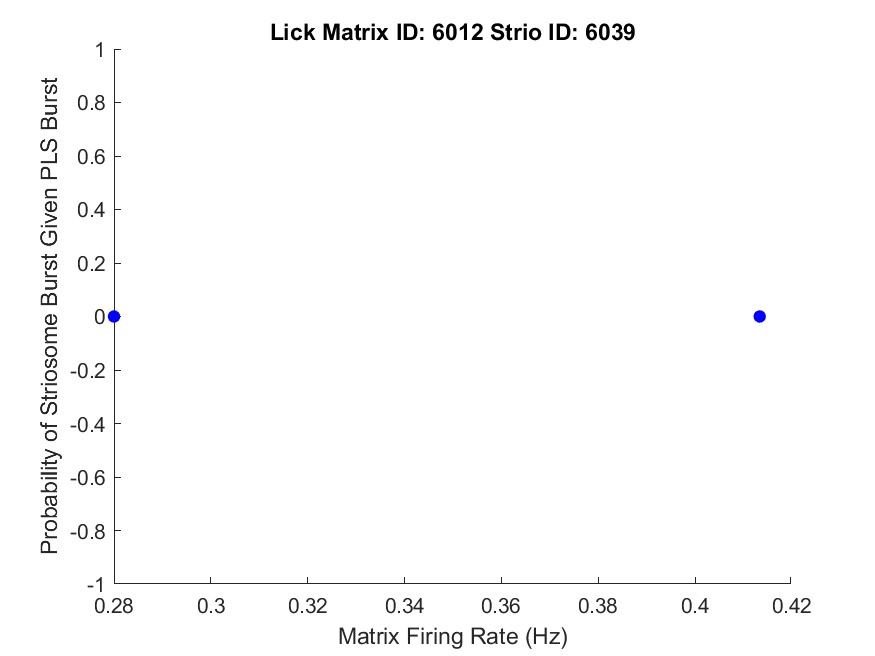 Lick Matrix ID: 6012 Strio ID: 6039
Probability of Striosome Burst Given PLS Burst
1
0.8
0.6
0.4
0.2
0
-0.2
-0.4
-0.6
-0.8
-1
0.28 0.3 0.32 0.34 0.36 0.38 0.4 0.42
Matrix Firing Rate (Hz)